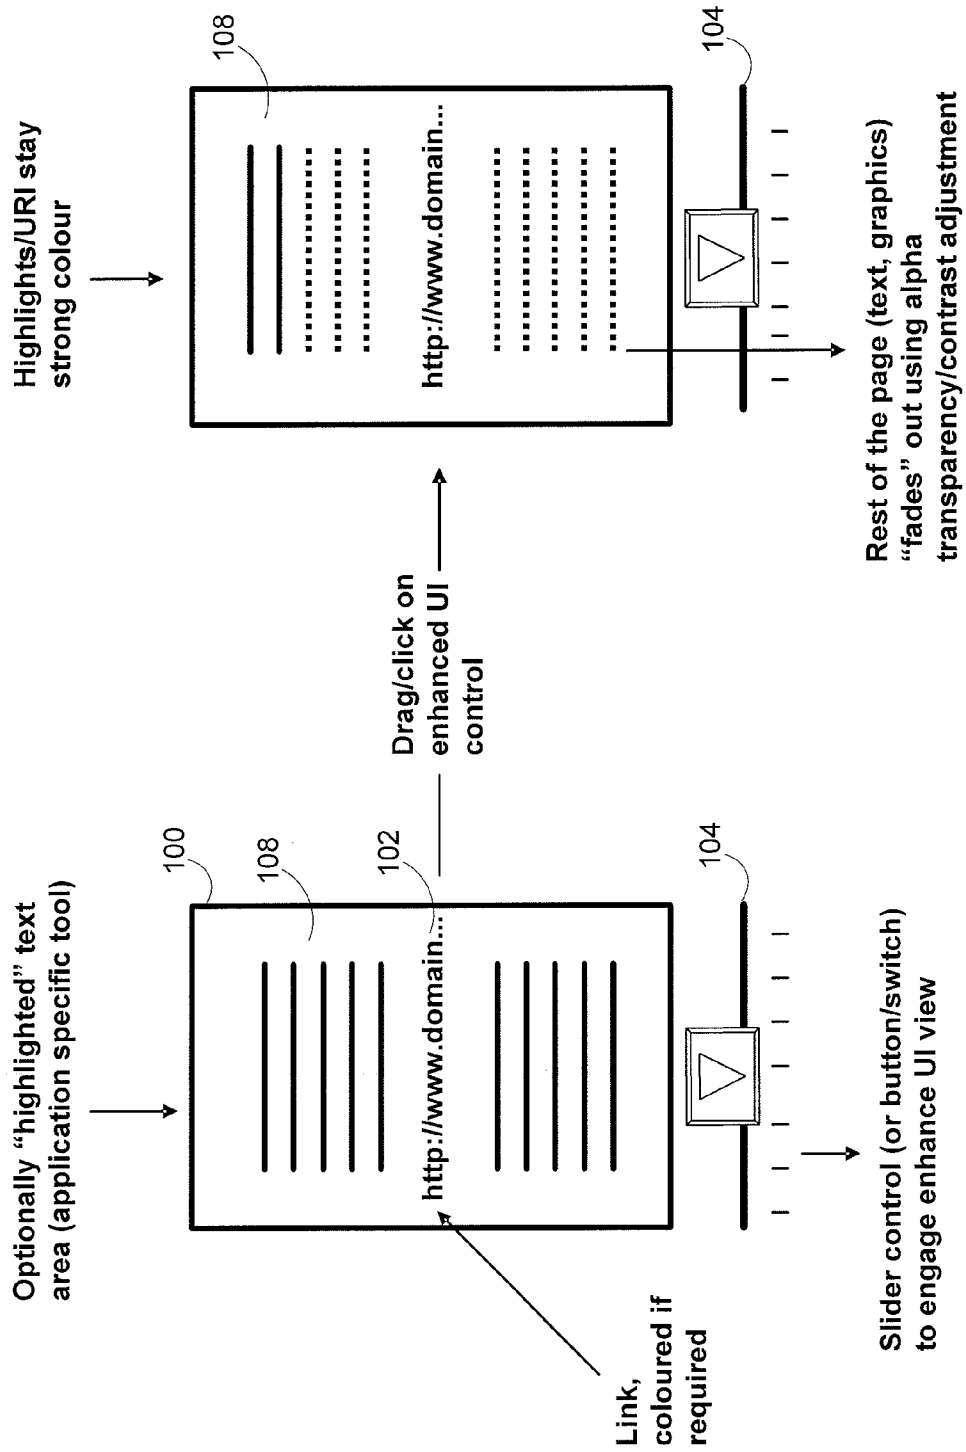 Optionally “highlighted” text
area (application specific tool)
100
108
102
http://www.domain...
Link,
coloured if
required
104
Slider control (or button/switch)
to engage enhance UI view
Drag/click on
enhanced UI
control
Highlights/URI stay
strong colour
108
http://www.domain...
104
Rest of the page (text, graphics)
“fades” out using alpha
transparency/contrast adjustment